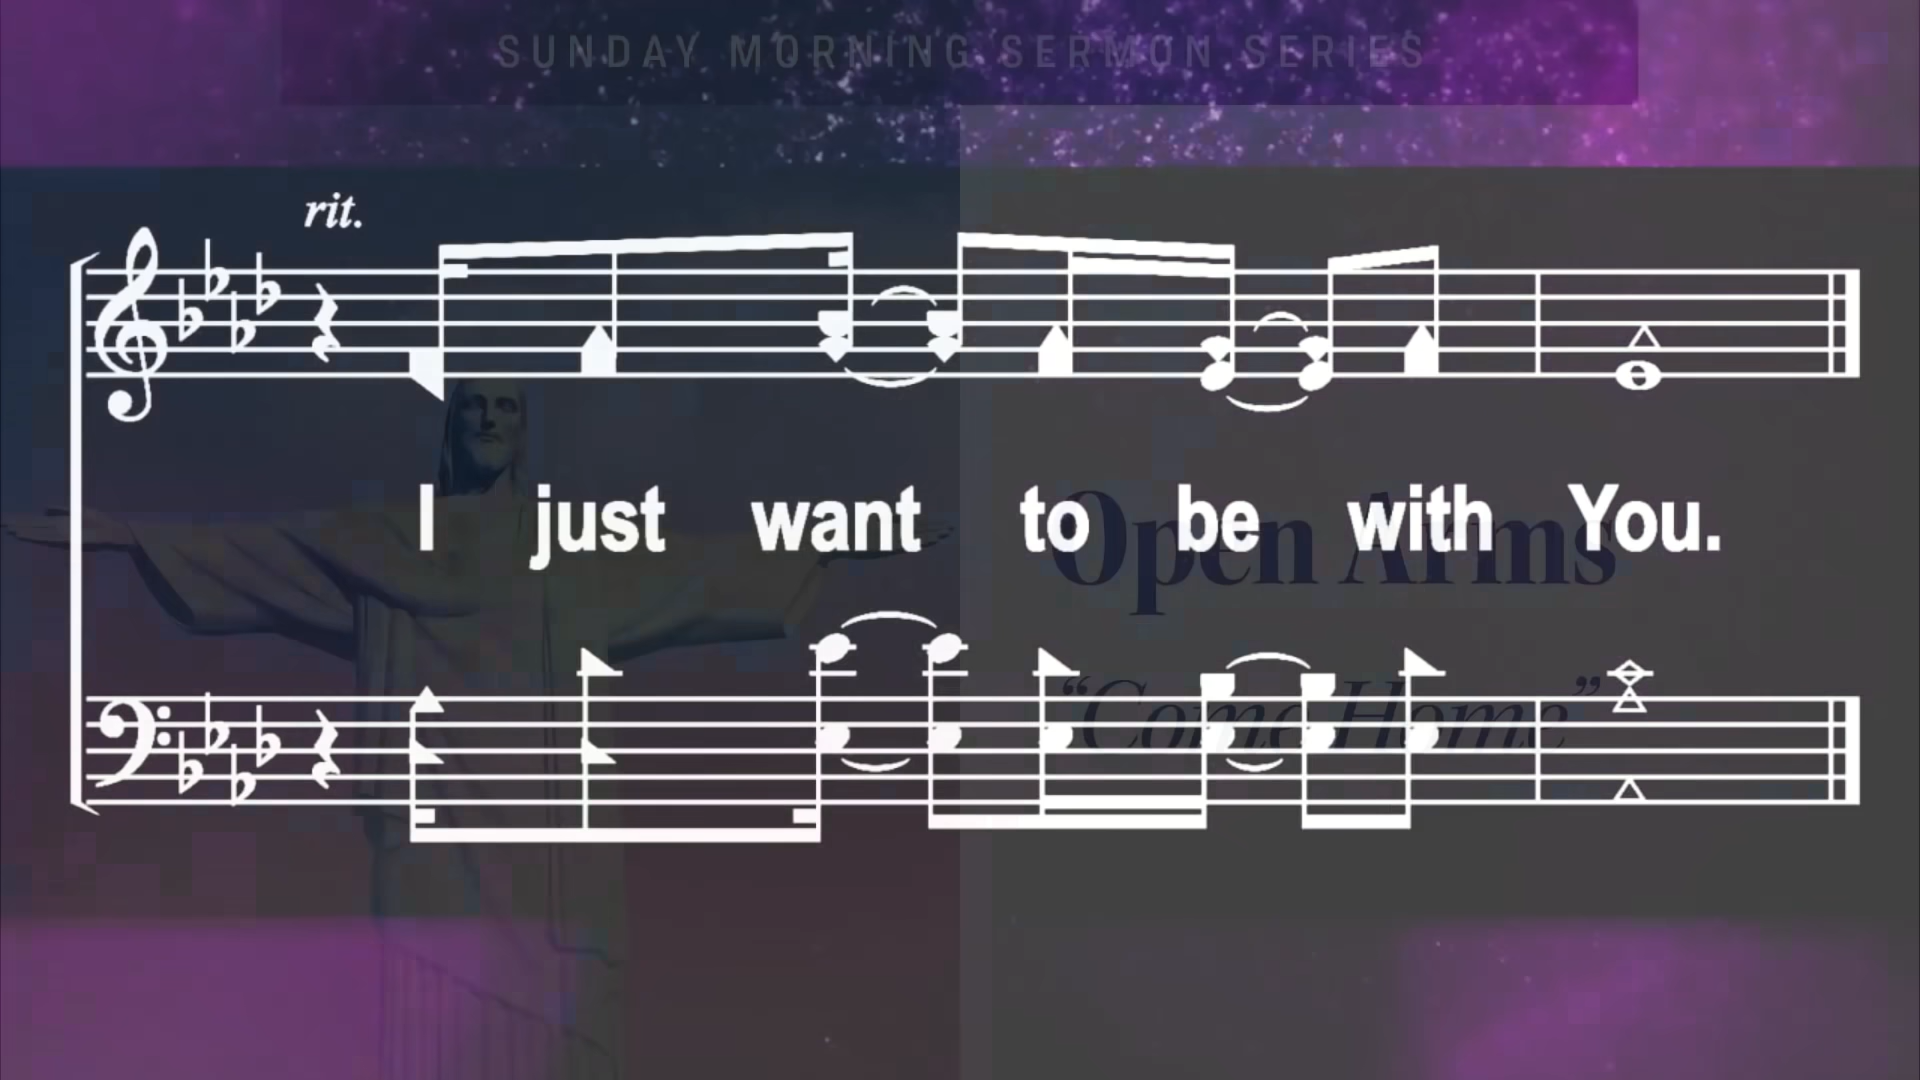 SUNDAY MORNING SERMON SERIES
rit.
I just want to be with You.
Open Arms
“Come Home”